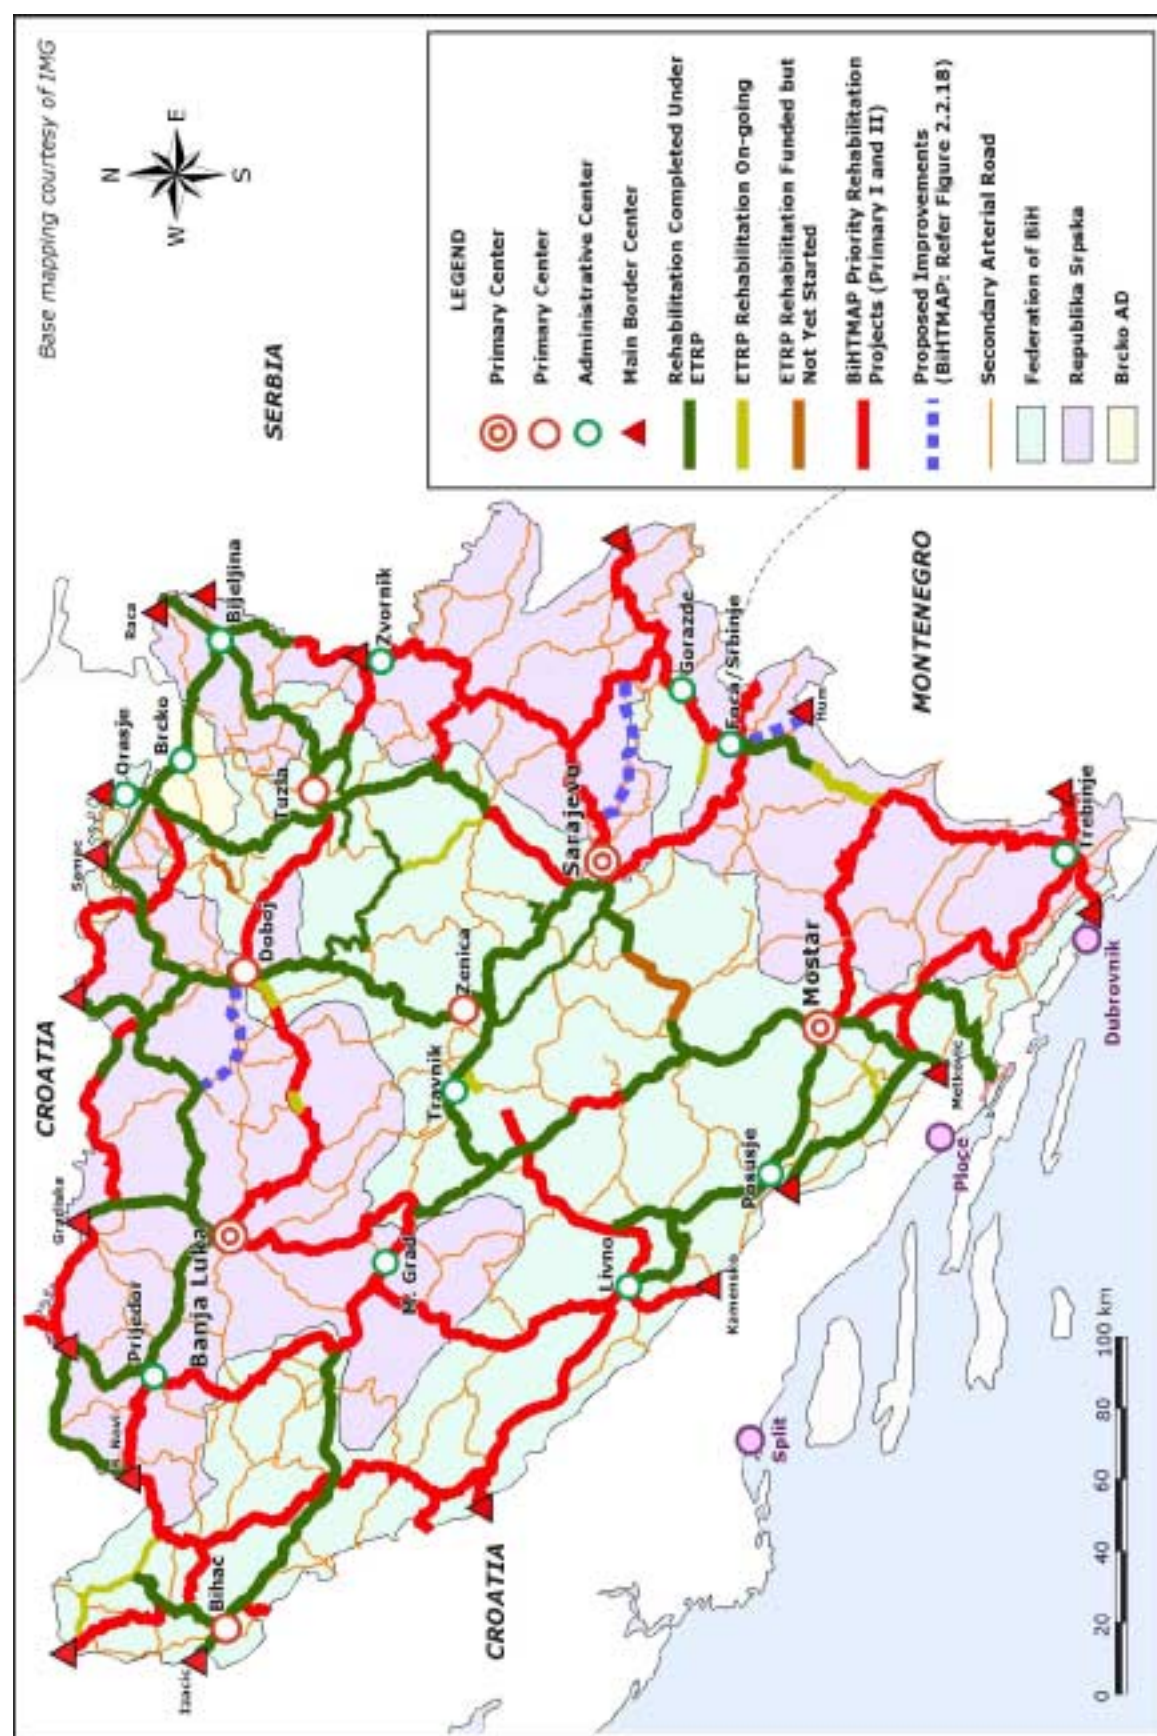 Base mapping courtesy of IMG
N
W
E
S
LEGEND
Primary Center
Primary Center
Administrative Center
Main Border Center
Rehabilitation Completed Under
ETRP
ETRP Rehabilitation On-going
ETRP Rehabilitation Funded but
Not Yet Started
BiHTMAP Priority Rehabilitation
Projects (Primary I and II)
Proposed Improvements
(BiHTMAP: Refer Figure 2.2.18)
Secondary Arterial Road
Federation of BiH
Republika Srpska
Brcko AD
CROATIA
SERBIA
Gradiska
Samac
Orasje
Raca
Brcko
Bijeljina
Prijedor
Novi
Banja Luka
Doboj
Tuzla
Izacic
Bihac
M. Grad
Travnik
Zenica
Zvornik
CROATIA
Livno
Sarajevo
Gorazde
Foca/Srbinje
Hum
Kamensko
Posusje
Mostar
MONTENEGRO
Split
Ploce
Metkovic
Trebinje
Dubrovnik
0
20
40
60
80
100 km